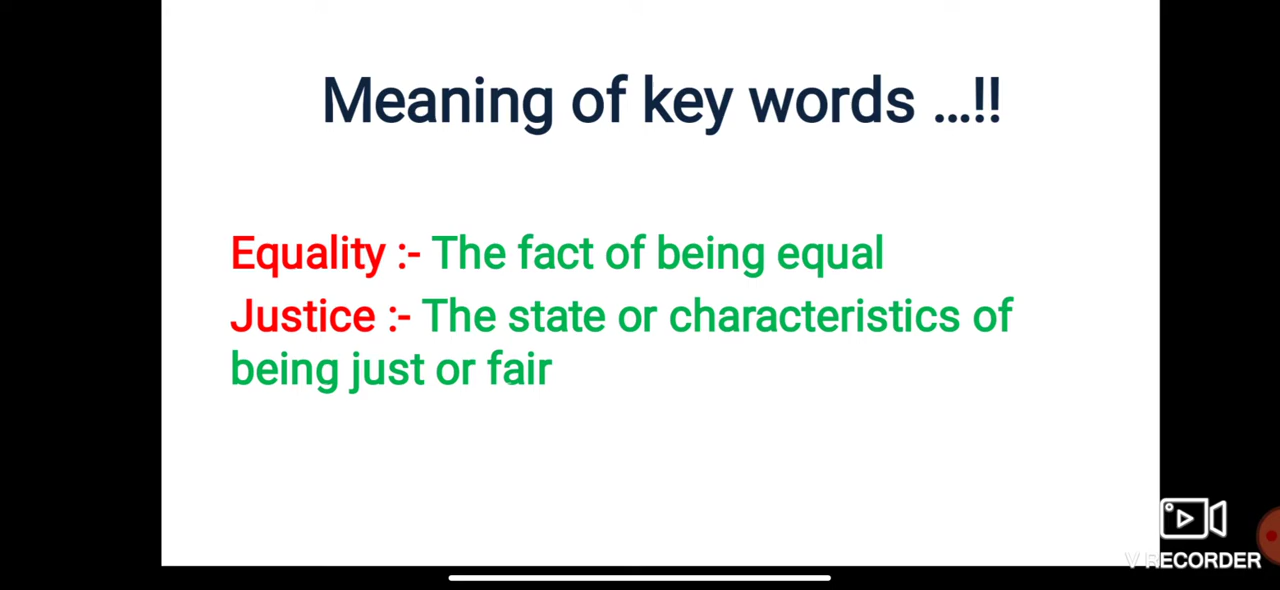 Meaning of key words ...!!
Equality :- The fact of being equal
Justice :- The state or characteristics of
being just or fair
V RECORDER